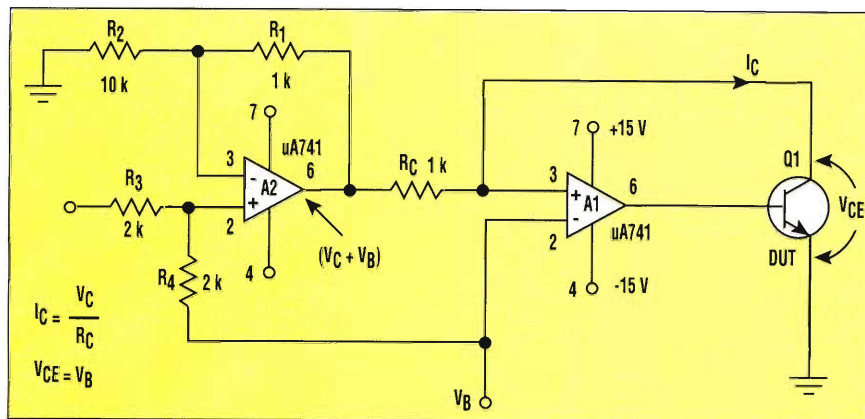 R2
10 k
R1
1 k
7
uA741
3
6
-
A2
+
2
4
R3
2 k
R4
2 k
(VC + VB)
RC 1 k
IC
7
+15 V
3
6
+
A1
-
2
uA741
4
-15 V
Q1
VCE
DUT
IC = VC
RC
VCE = VB
VB